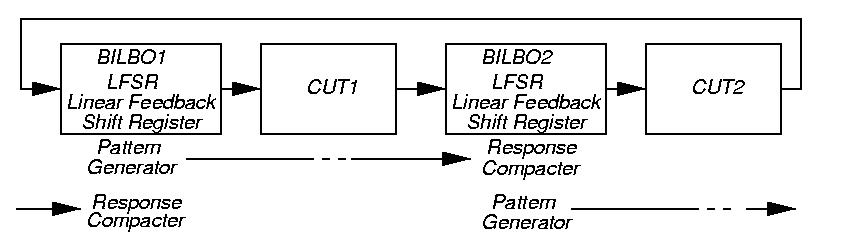 BILBO1
LFSR
Linear Feedback
Shift Register
CUT1
BILBO2
LFSR
Linear Feedback
Shift Register
CUT2
Pattern
Generator
Response
Compacter
Response
Compacter
Pattern
Generator